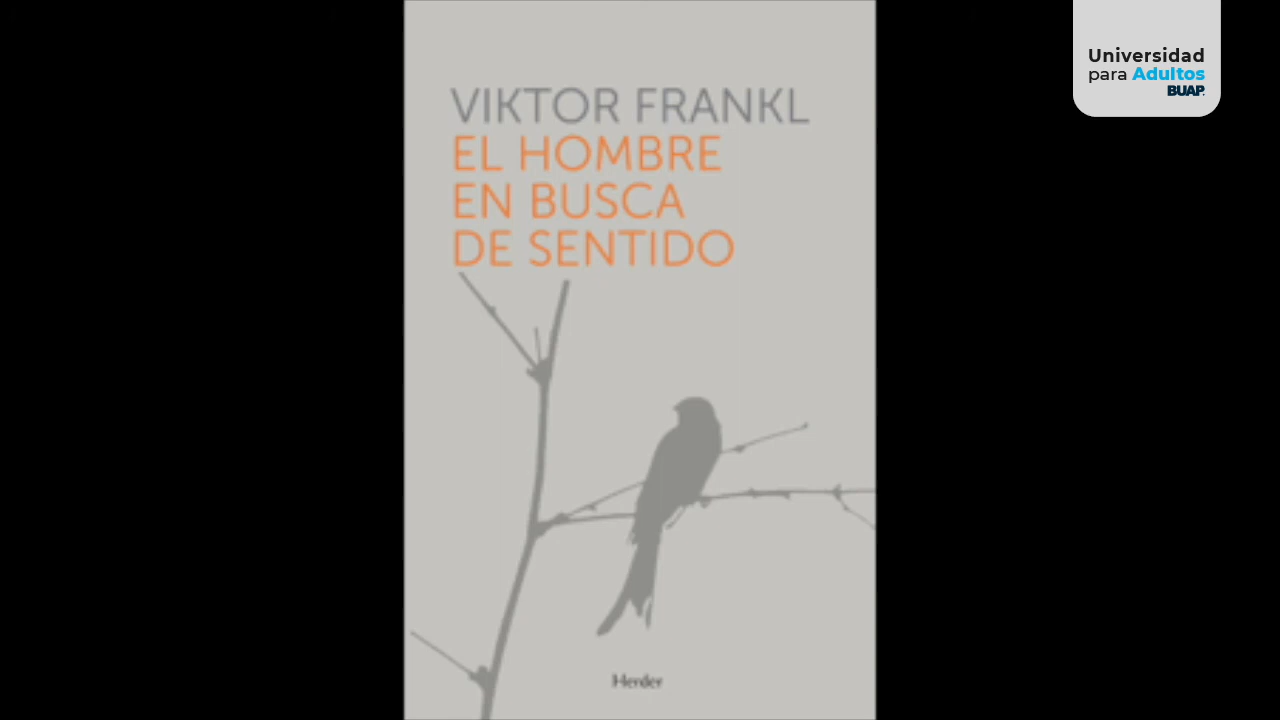 VIKTOR FRANKL
EL HOMBRE
EN BUSCA
DE SENTIDO
Herder
Universidad
para Adultos
BUAP